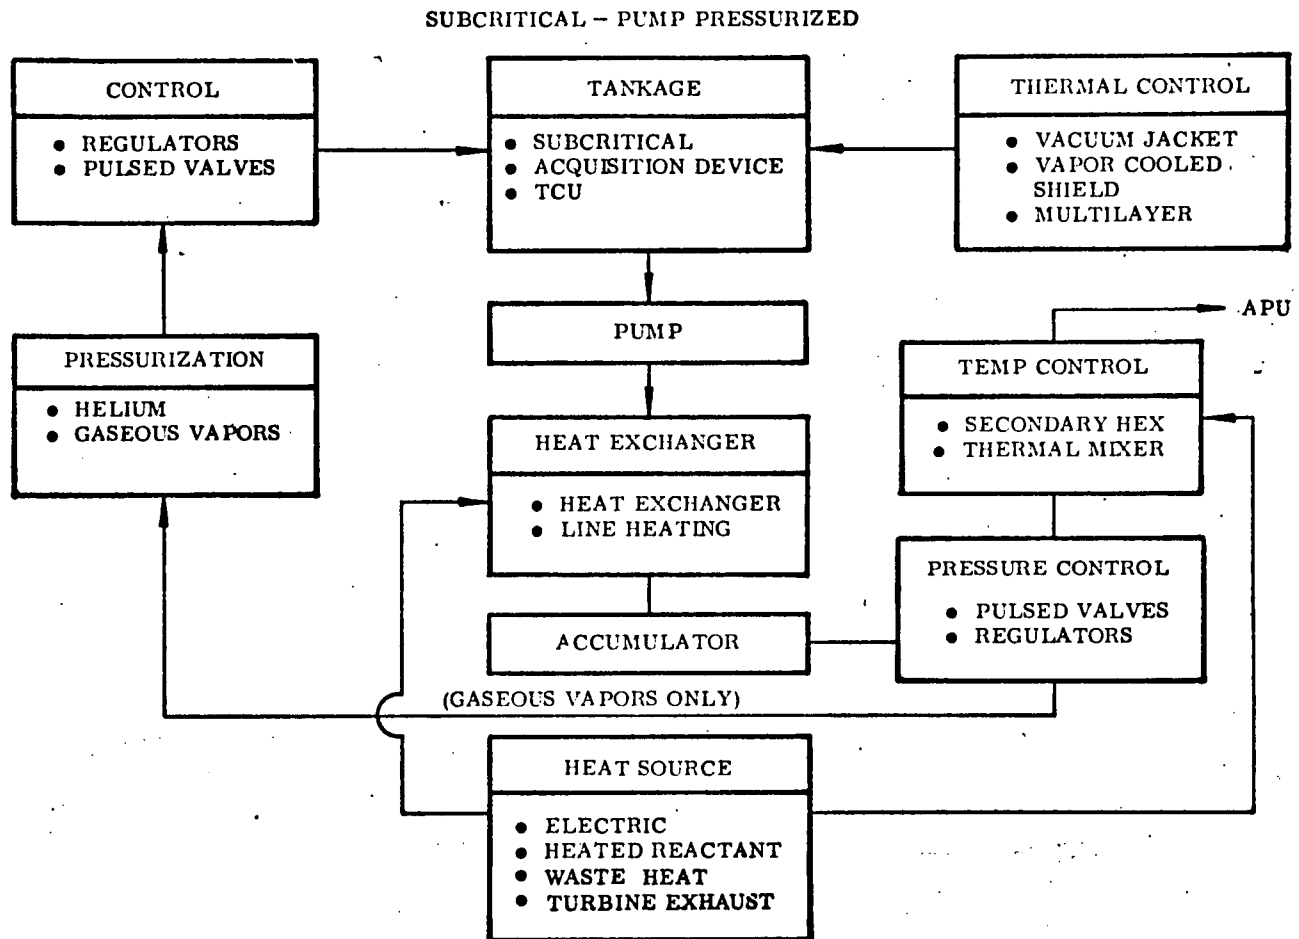 SUBCRITICAL – PUMP PRESSURIZED
CONTROL
● REGULATORS
● PULSED VALVES
TANKAGE
● SUBCRITICAL
● ACQUISITION DEVICE
● TCU
THERMAL CONTROL
● VACUUM JACKET
● VAPOR COOLED
SHIELD
● MULTILAYER
PRESSURIZATION
● HELIUM
● GASEOUS VAPORS
PUMP
APU
TEMP CONTROL
● SECONDARY HEX
● THERMAL MIXER
HEAT EXCHANGER
● HEAT EXCHANGER
● LINE HEATING
PRESSURE CONTROL
● PULSED VALVES
● REGULATORS
ACCUMULATOR
(GASEOUS VAPORS ONLY)
HEAT SOURCE
● ELECTRIC
● HEATED REACTANT
● WASTE HEAT
● TURBINE EXHAUST